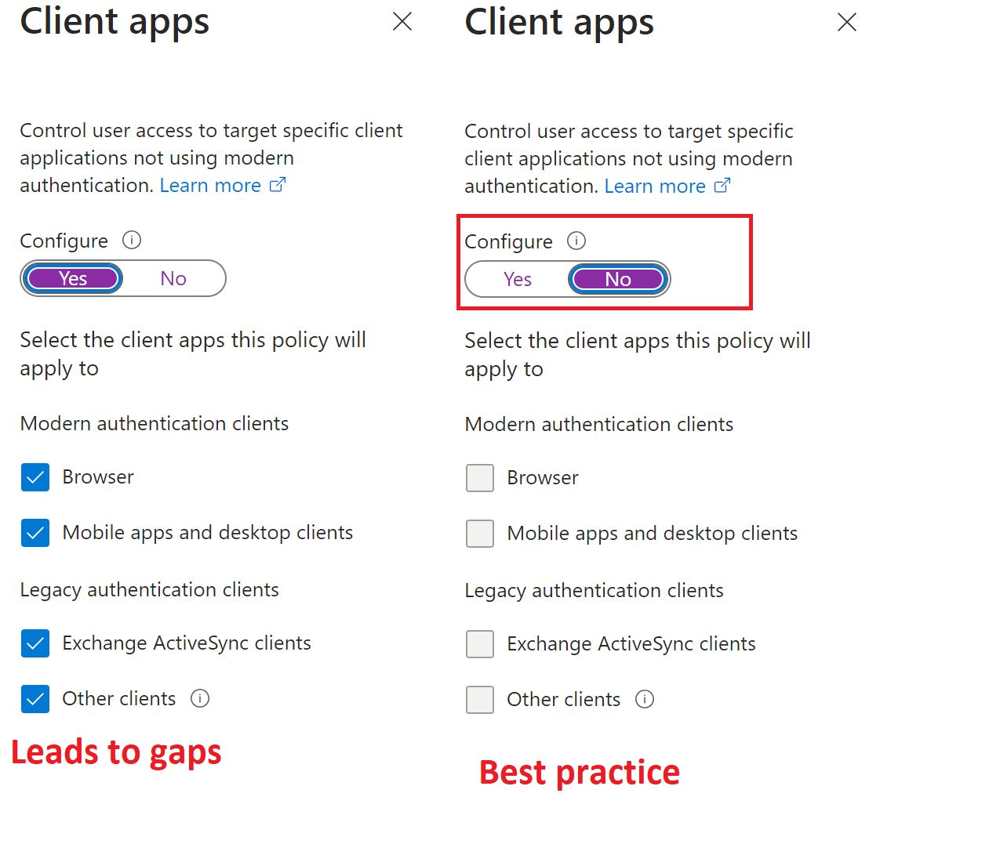 Client apps
Control user access to target specific client
applications not using modern
authentication. Learn more
Configure
Yes No
Select the client apps this policy will
apply to
Modern authentication clients
Browser
Mobile apps and desktop clients
Legacy authentication clients
Exchange ActiveSync clients
Other clients
Leads to gaps
Client apps
Control user access to target specific
client applications not using modern
authentication. Learn more
Configure
Yes No
Select the client apps this policy will
apply to
Modern authentication clients
Browser
Mobile apps and desktop clients
Legacy authentication clients
Exchange ActiveSync clients
Other clients
Best practice